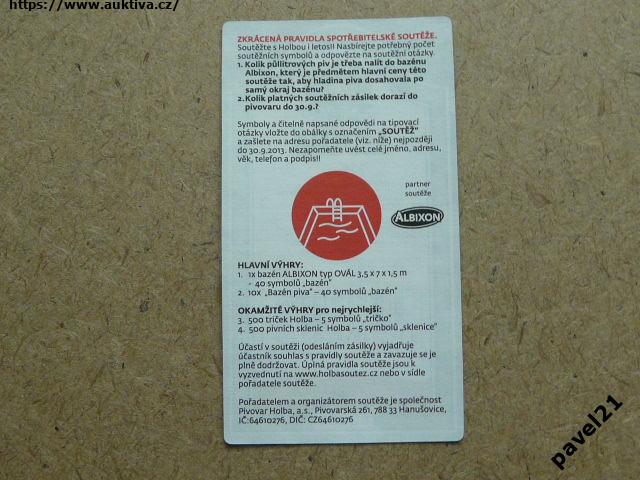 https://www.auktiva.cz/
ZKRÁCENÁ PRAVIDLA SPOTŘEBITELSKÉ SOUTĚŽE.
Soutěžte s Holbou i letos!! Nasbírejte potřebný počet
soutěžních symbolů a odpovězte na soutěžní otázky.
1. Kolik půllitrových piv je třeba nalít do bazénu
Albixon, který je předmětem hlavní ceny této
soutěže tak, aby hladina piva dosahovala po
samý okraj bazénu?
2. Kolik platných soutěžních zásilek dorazí do
pivovaru do 30.9.?
Symboly a čitelně napsané odpovědi na tipovací
otázky vložte do obálky s označením „SOUTĚŽ"
a zašlete na adresu pořadatele (viz. níže) nejpozději
do 30.9.2013. Nezapomeňte uvést celé jméno, adresu,
věk, telefon a podpis!!
partner
soutěže
ALBIXON
HLAVNÍ VÝHRY:
1. 1x bazén ALBIXON typ OVÁL 3,5 x 7 x 1,5 m
- 40 symbolů „bazén"
2. 10x „Bazén piva" – 40 symbolů „bazén"
OKAMŽITÉ VÝHRY pro nejrychlejší:
3. 500 triček Holba – 5 symbolů „tričko"
4. 500 pivních sklenic Holba – 5 symbolů „sklenice"
Účastí v soutěži (odesláním zásilky) vyjadřuje
účastník souhlas s pravidly soutěže a zavazuje se je
plně dodržovat. Úplná pravidla soutěže jsou k
vyzvednutí na www.holbasoutez.cz nebo v sídle
pořadatele soutěže.
Pořadatelem a organizátorem soutěže je společnost
Pivovar Holba, a.s., Pivovarská 261, 788 33 Hanušovice,
IČ:64610276, DIČ: CZ64610276
pavel21